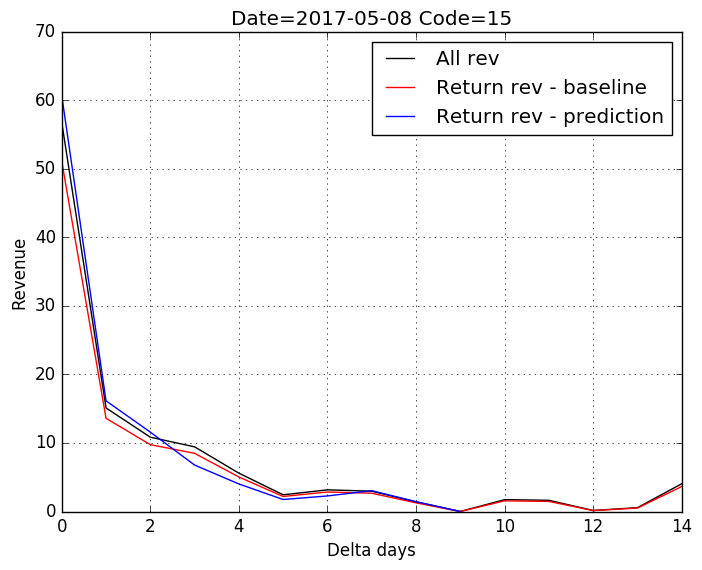 Date=2017-05-08 Code=15
70
60
50
40
30
20
10
0
Revenue
All rev
Return rev - baseline
Return rev - prediction
0 2 4 6 8 10 12 14
Delta days